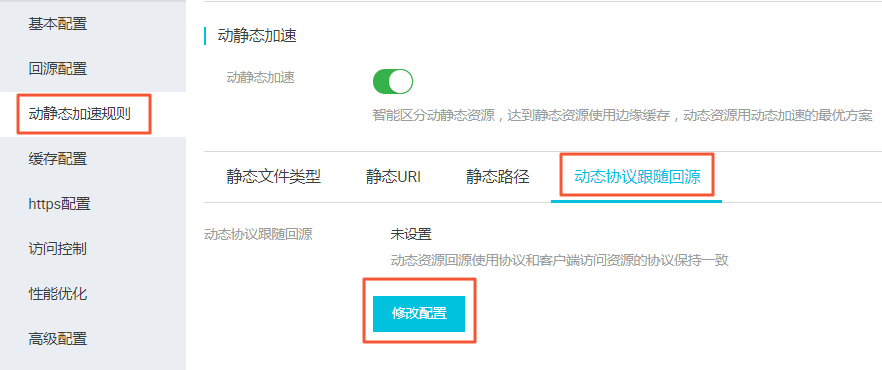 基本配置
回源配置
动静态加速规则
缓存配置
https配置
访问控制
性能优化
高级配置
动静态加速
动静态加速
智能区分动静态资源，达到静态资源使用边缘缓存，动态资源用动态加速的最优方案
静态文件类型 静态URI 静态路径 动态协议跟随回源
动态协议跟随回源 未设置
动态资源回源使用协议和客户端访问资源的协议保持一致
修改配置